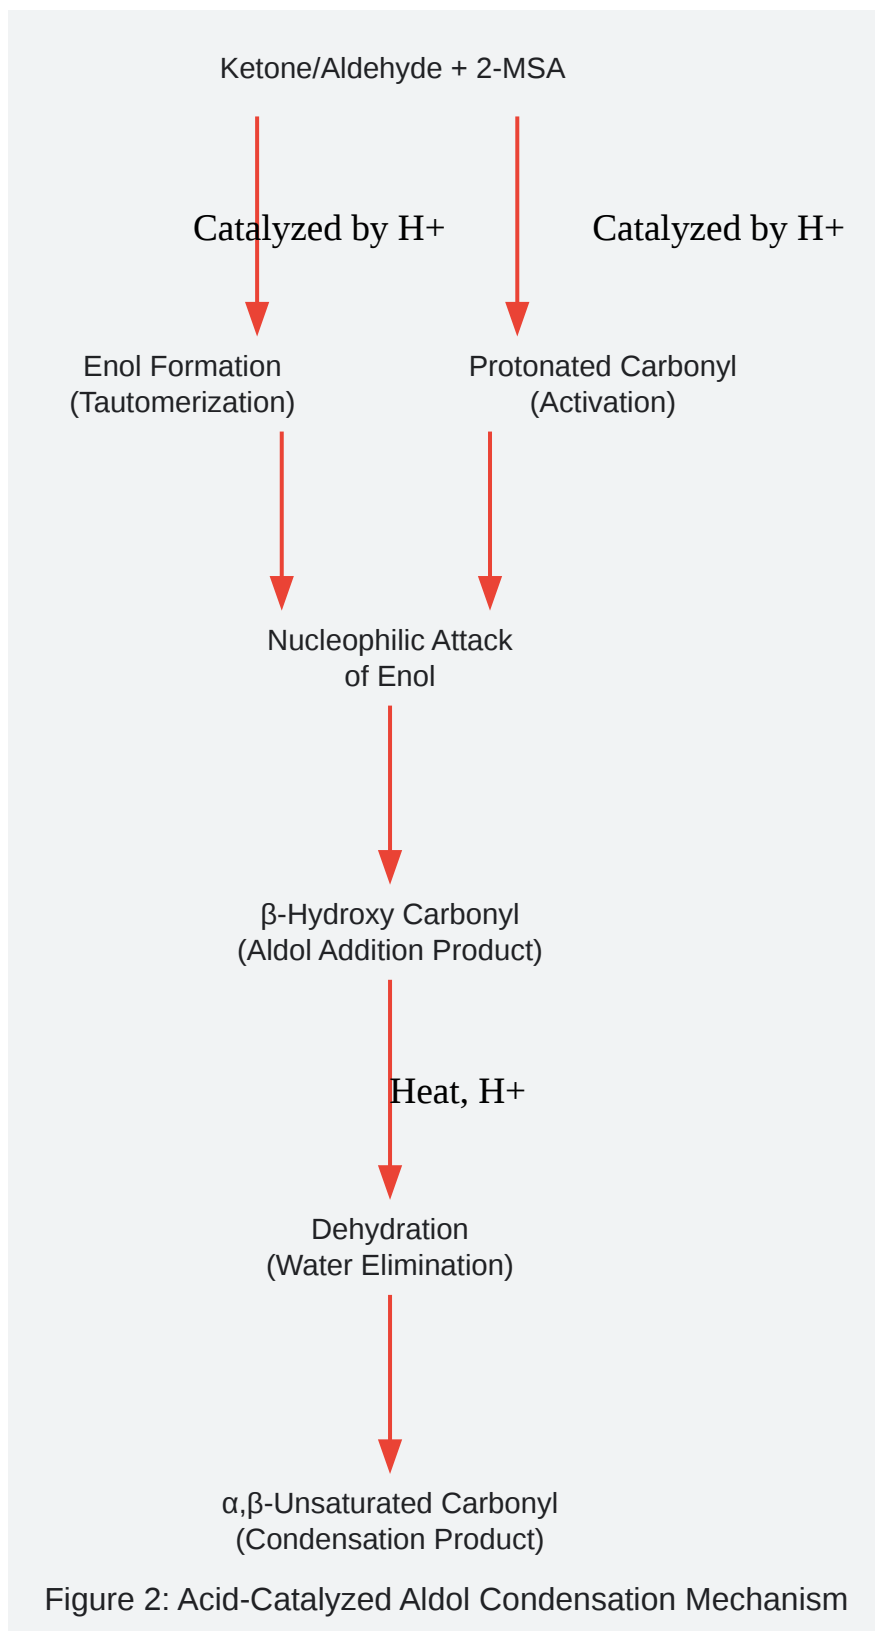 Ketone/Aldehyde + 2-MSA
Catalyzed by H+
Catalyzed by H+
Enol Formation
(Tautomerization)
Protonated Carbonyl
(Activation)
Nucleophilic Attack
of Enol
β-Hydroxy Carbonyl
(Aldol Addition Product)
Heat, H+
Dehydration
(Water Elimination)
α,β-Unsaturated Carbonyl
(Condensation Product)
Figure 2: Acid-Catalyzed Aldol Condensation Mechanism